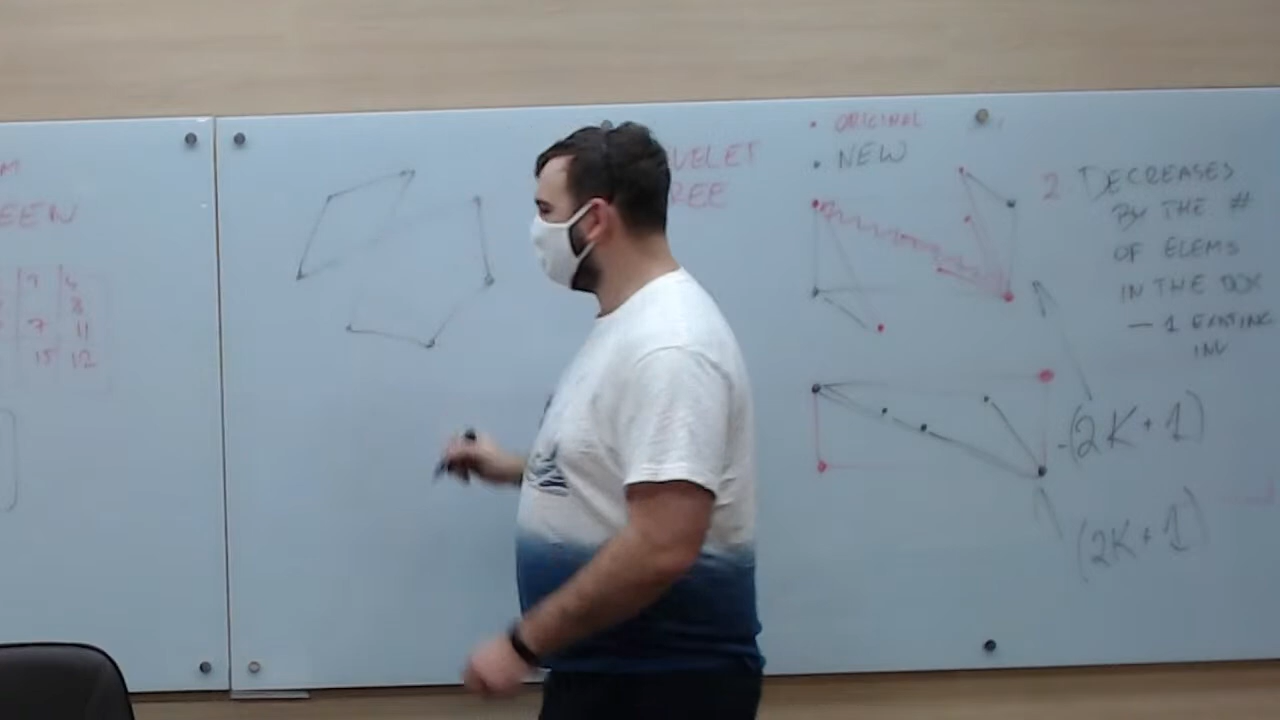 EEN
7
11
15 12
VELET
REE
ORIGINAL
NEW
2 DECREASES
BY THE #
OF ELEMS
IN THE BOX
— 1 EXISTING
INV
-(2K+1)
(2K+1)